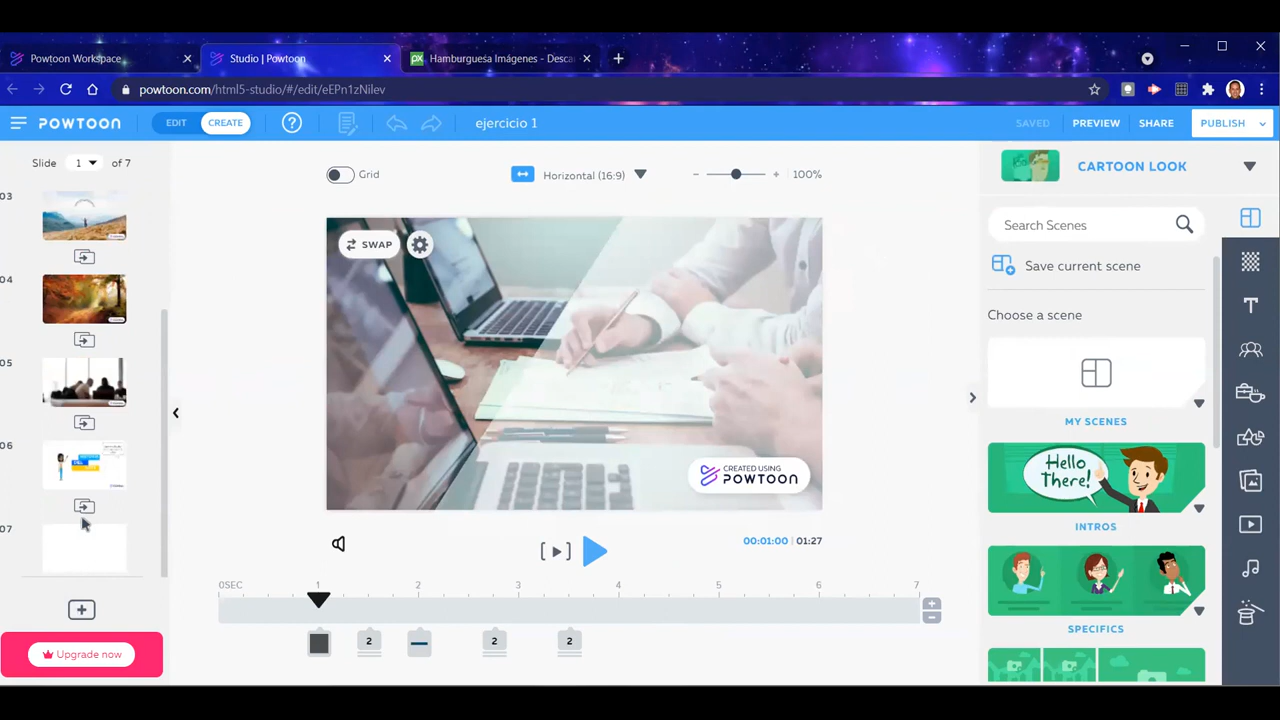 Powtoon Workspace
Studio | Powtoon
PX Hamburguesa Imágenes - Desca
powtoon.com/html5-studio/#/edit/eEPn1zNilev
POWTOON
EDIT
CREATE
?
ejercicio 1
SAVED
PREVIEW
SHARE
PUBLISH
Slide 1 of 7
Grid
Horizontal (16:9)
100%
CARTOON LOOK
Search Scenes
Save current scene
Choose a scene
MY SCENES
Hello
There!
INTROS
SPECIFICS
03
04
05
06
07
SWAP
CREATED USING
POWTOON
00:01:00 | 01:27
0SEC 1 2 3 4 5 6 7
2 2 2
Upgrade now